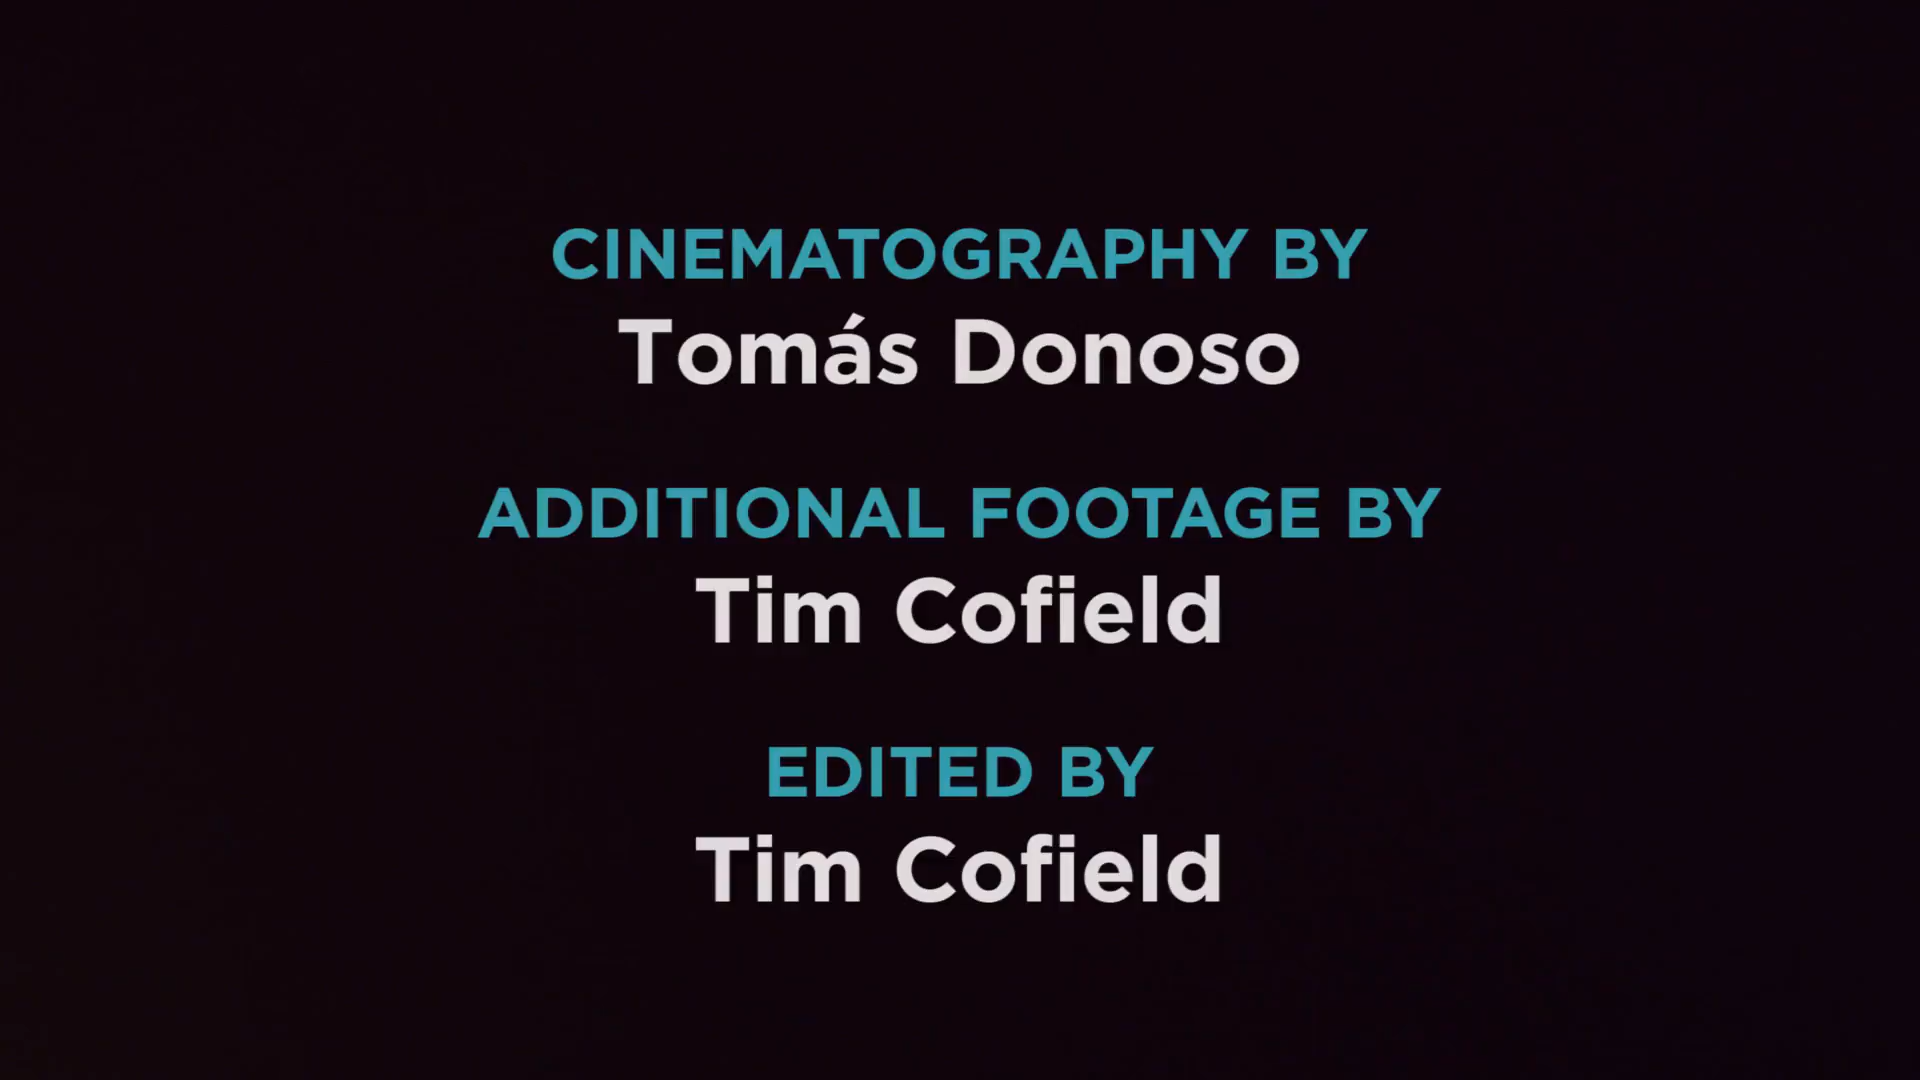 CINEMATOGRAPHY BY
Tomás Donoso
ADDITIONAL FOOTAGE BY
Tim Cofield
EDITED BY
Tim Cofield